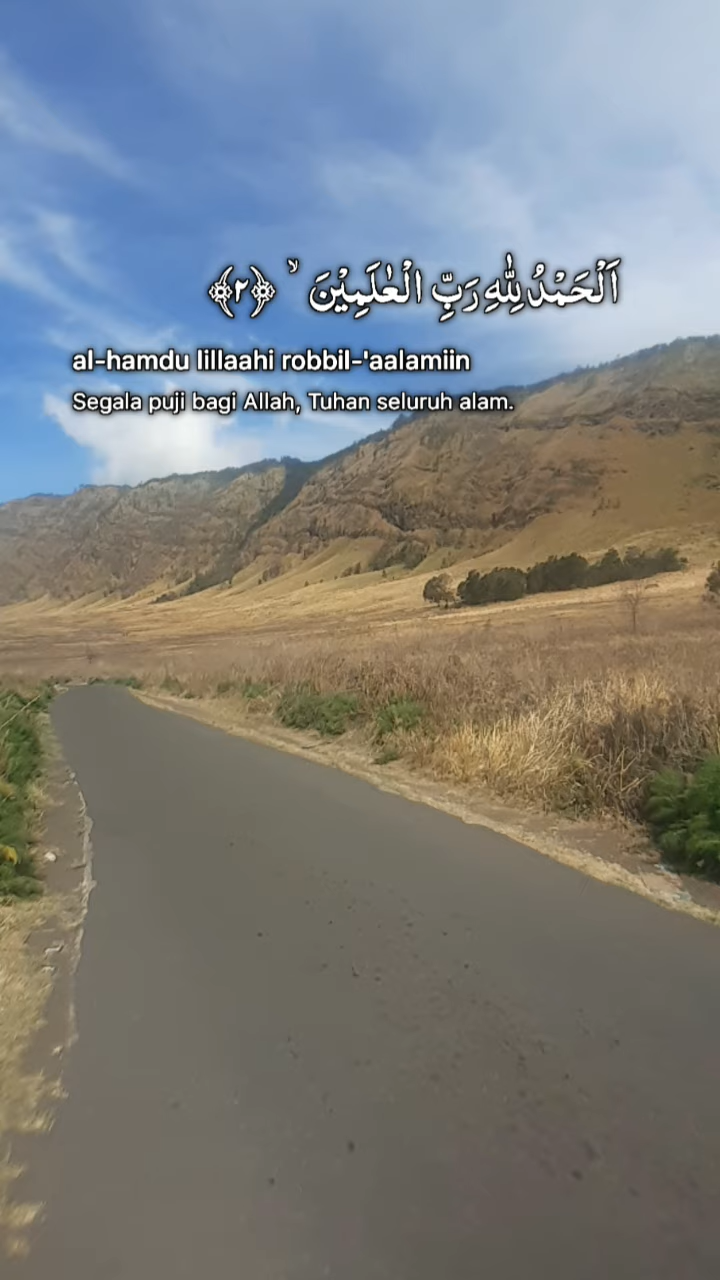 اَلْحَمْدُ لِلّٰهِ رَبِّ الْعٰلَمِيْنَ ۙ ﴿٢﴾
al-hamdu lillaahi robbil-'aalamiin
Segala puji bagi Allah, Tuhan seluruh alam.